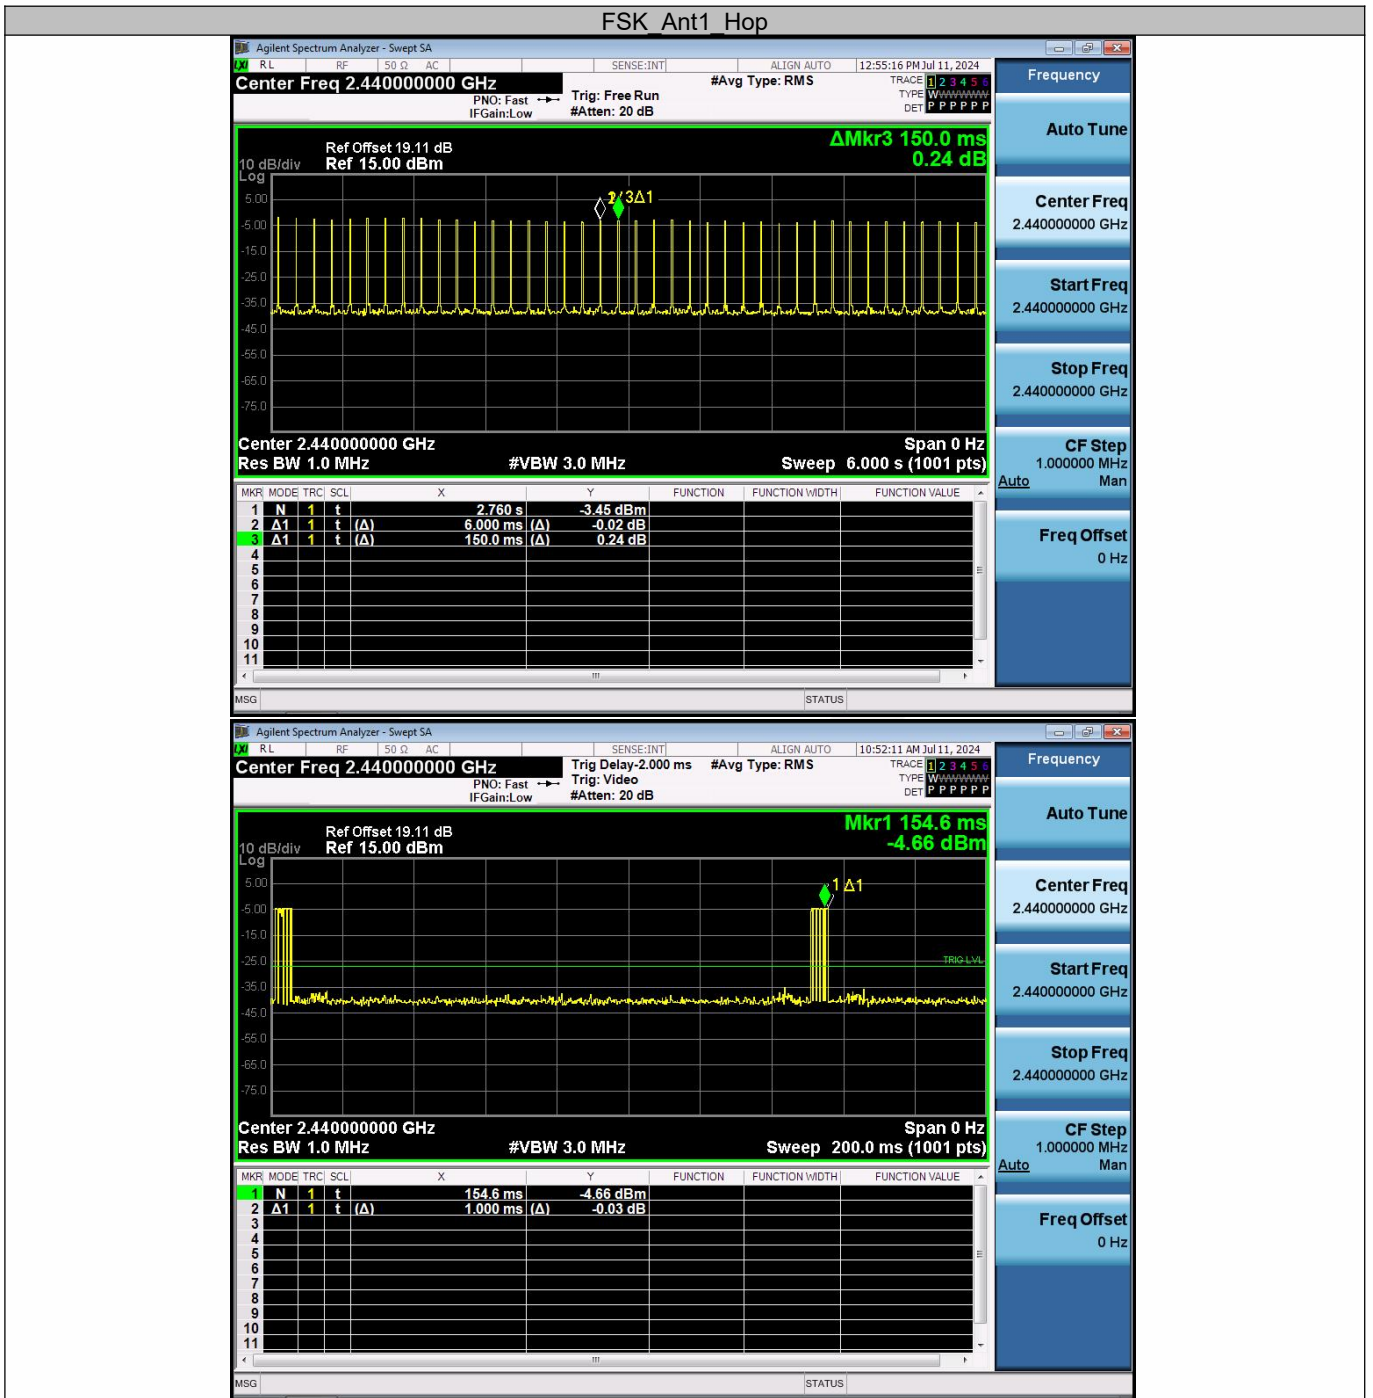 FSK_Ant1_Hop
Agilent Spectrum Analyzer - Swept SA
LXI RL RF 50 Ω AC SENSE:INT ALIGN AUTO 12:55:16 PM Jul 11, 2024
Center Freq 2.440000000 GHz #Avg Type: RMS TRACE 1 2 3 4 5 6
PNO: Fast Trig: Free Run TYPE WWWWWW
IFGain:Low #Atten: 20 dB DET P P P P P P
Frequency
Auto Tune
Center Freq
2.440000000 GHz
Start Freq
2.440000000 GHz
Stop Freq
2.440000000 GHz
CF Step
1.000000 MHz
Auto Man
Freq Offset
0 Hz
ΔMkr3 150.0 ms
0.24 dB
Ref Offset 19.11 dB
10 dB/div Ref 15.00 dBm
Log
5.00
-5.00
-15.0
-25.0
-35.0
-45.0
-55.0
-65.0
-75.0
3Δ1
Center 2.440000000 GHz Span 0 Hz
Res BW 1.0 MHz #VBW 3.0 MHz Sweep 6.000 s (1001 pts)
MKR MODE TRC SCL X Y FUNCTION FUNCTION WIDTH FUNCTION VALUE
1 N 1 t 2.760 s -3.45 dBm
2 Δ1 1 t (Δ) 6.000 ms (Δ) -0.02 dB
3 Δ1 1 t (Δ) 150.0 ms (Δ) 0.24 dB
4
5
6
7
8
9
10
11
MSG STATUS
Agilent Spectrum Analyzer - Swept SA
LXI RL RF 50 Ω AC SENSE:INT ALIGN AUTO 10:52:11 AM Jul 11, 2024
Center Freq 2.440000000 GHz Trig Delay-2.000 ms #Avg Type: RMS TRACE 1 2 3 4 5 6
PNO: Fast Trig: Video TYPE WWWWWW
IFGain:Low #Atten: 20 dB DET P P P P P P
Frequency
Auto Tune
Center Freq
2.440000000 GHz
Start Freq
2.440000000 GHz
Stop Freq
2.440000000 GHz
CF Step
1.000000 MHz
Auto Man
Freq Offset
0 Hz
Mkr1 154.6 ms
-4.66 dBm
Ref Offset 19.11 dB
10 dB/div Ref 15.00 dBm
Log
5.00
-5.00
-15.0
-25.0
-35.0
-45.0
-55.0
-65.0
-75.0
1 Δ1
TRIG LVL
Center 2.440000000 GHz Span 0 Hz
Res BW 1.0 MHz #VBW 3.0 MHz Sweep 200.0 ms (1001 pts)
MKR MODE TRC SCL X Y FUNCTION FUNCTION WIDTH FUNCTION VALUE
1 N 1 t 154.6 ms -4.66 dBm
2 Δ1 1 t (Δ) 1.000 ms (Δ) -0.03 dB
3
4
5
6
7
8
9
10
11
MSG STATUS